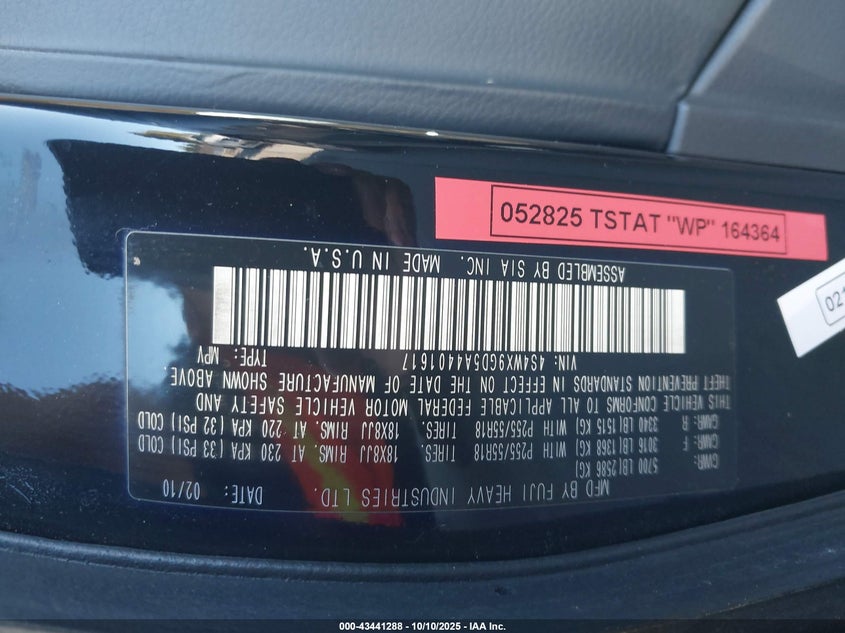 052825 TSTAT "WP" 164364
021
MFD BY FUJI HEAVY INDUSTRIES LTD. DATE: 02/10
GVWR: 5700 LB(2586 KG)
GAWR: F 3016 LB(1368 KG) WITH P255/55R18 TIRES. 18X8JJ RIMS. AT 230 KPA (33 PSI) COLD
GAWR: R 3340 LB(1515 KG) WITH P255/55R18 TIRES. 18X8JJ RIMS. AT 220 KPA (32 PSI) COLD
THIS VEHICLE CONFORMS TO ALL APPLICABLE FEDERAL MOTOR VEHICLE SAFETY AND
THEFT PREVENTION STANDARDS IN EFFECT ON THE DATE OF MANUFACTURE SHOWN ABOVE
VIN: 4S4WX9GD5A4401617 TYPE: MPV
ASSEMBLED BY SIA INC. MADE IN U.S.A.
000-43441288 - 10/10/2025 - IAA Inc.